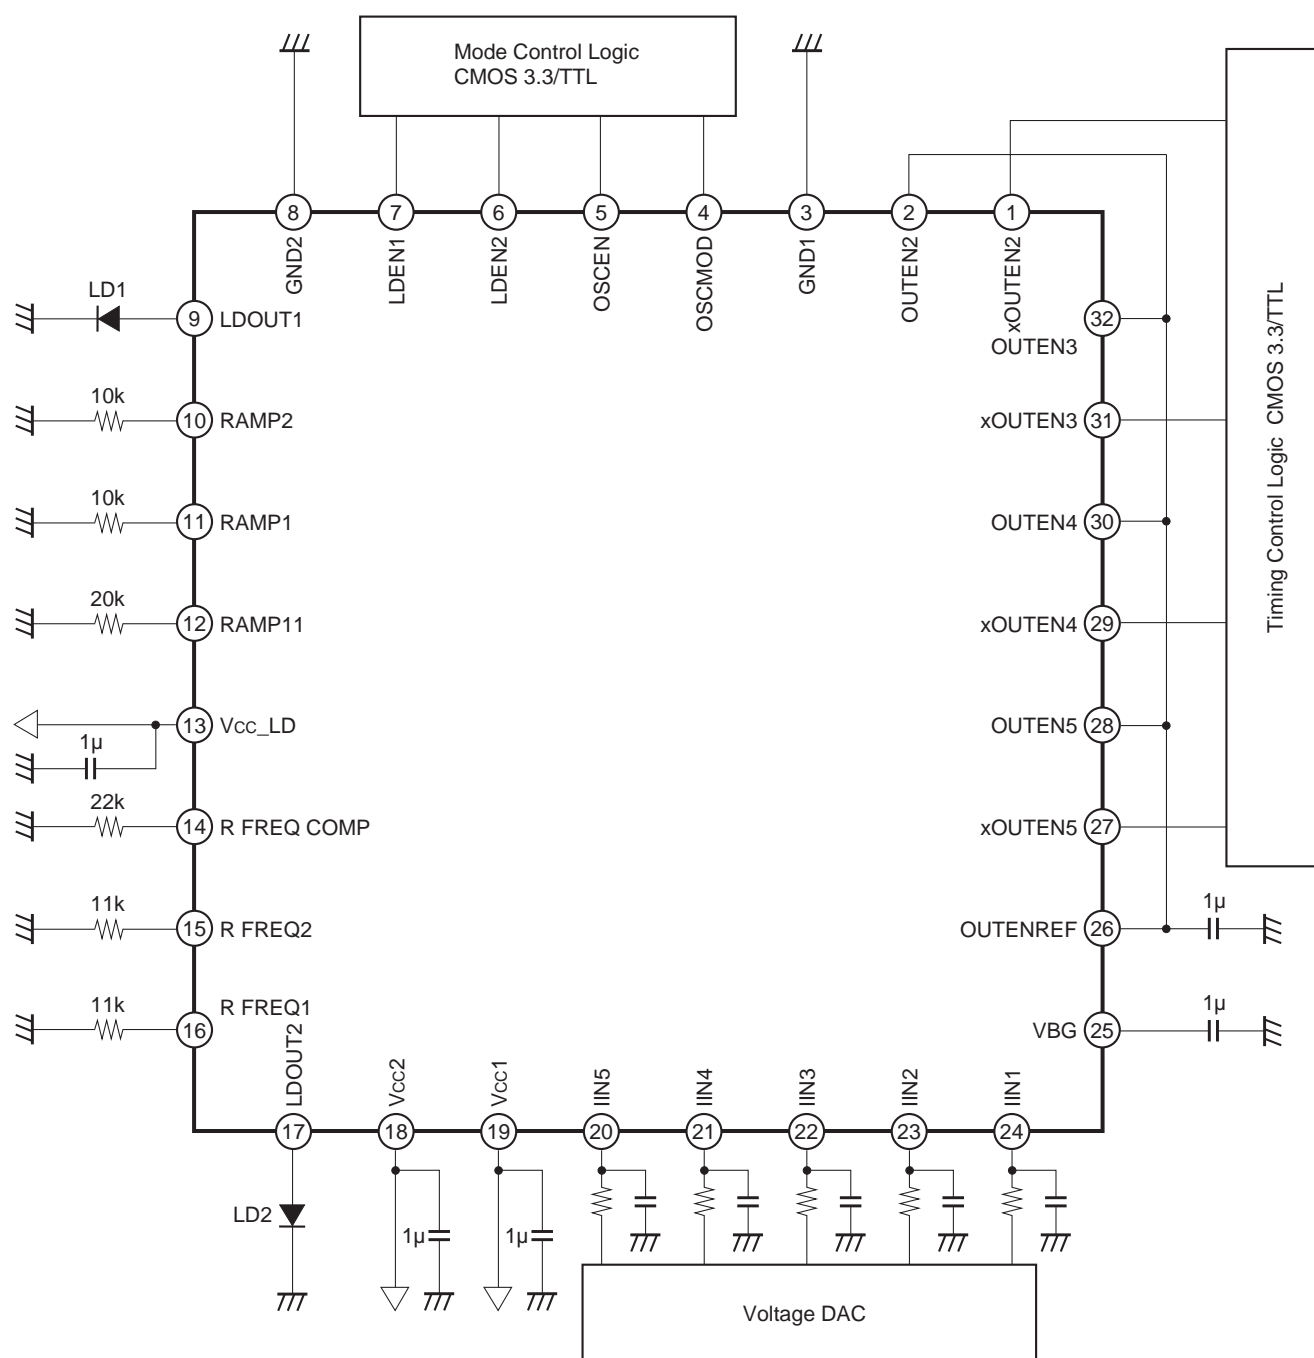 Mode Control Logic
CMOS 3.3/TTL
8
7
6
5
4
3
2
1
GND2
LDEN1
LDEN2
OSCEN
OSCMOD
GND1
OUTEN2
xOUTEN2
LD1
9
LDOUT1
32
OUTEN3
10k
10
RAMP2
xOUTEN3
31
10k
11
RAMP1
OUTEN4
30
20k
12
RAMP11
xOUTEN4
29
13
Vcc_LD
1µ
OUTEN5
28
22k
14
R FREQ COMP
xOUTEN5
27
Timing Control Logic CMOS 3.3/TTL
11k
15
R FREQ2
OUTENREF
26
1µ
11k
16
R FREQ1
VBG
25
1µ
LDOUT2
Vcc2
Vcc1
IIN5
IIN4
IIN3
IIN2
IIN1
17
18
19
20
21
22
23
24
LD2
1µ
1µ
Voltage DAC